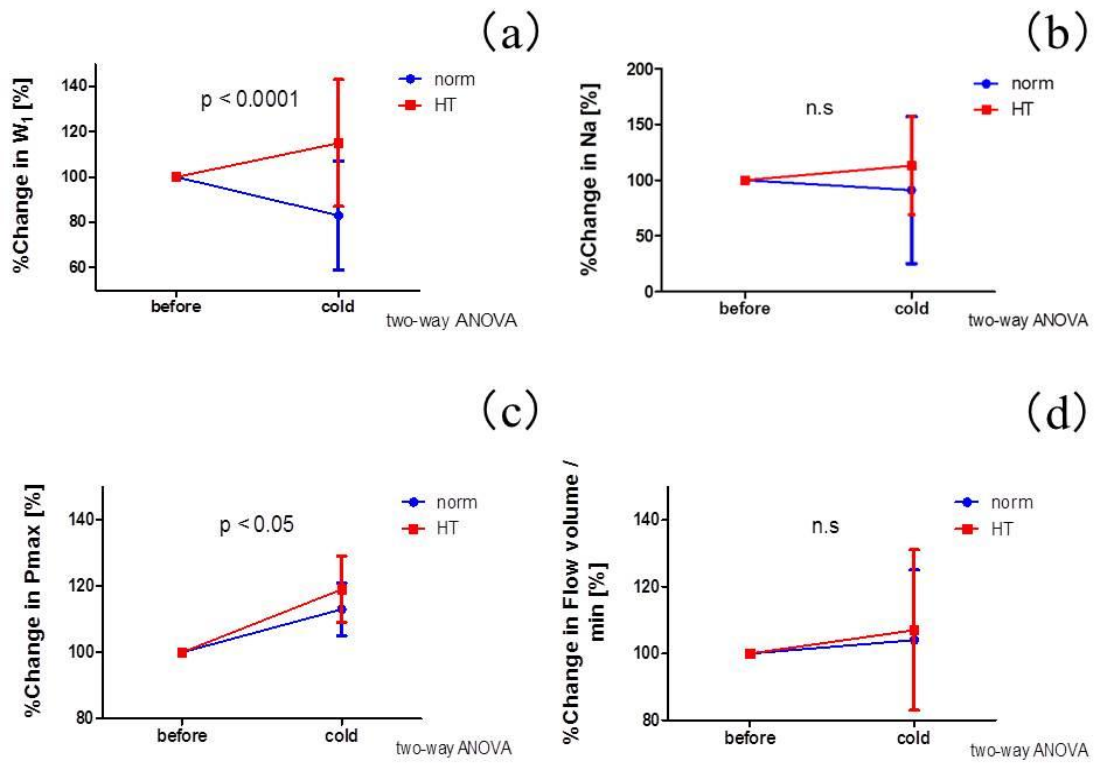 (a)
%Change in W1 [%]
140
120
100
80
60
p < 0.0001
norm
HT
before
cold
two-way ANOVA
(b)
%Change in Na [%]
200
150
100
50
0
n.s
norm
HT
before
cold
two-way ANOVA
(c)
%Change in Pmax [%]
140
120
100
80
p < 0.05
norm
HT
before
cold
two-way ANOVA
(d)
%Change in Flow volume /
min [%]
140
120
100
80
n.s
norm
HT
before
cold
two-way ANOVA